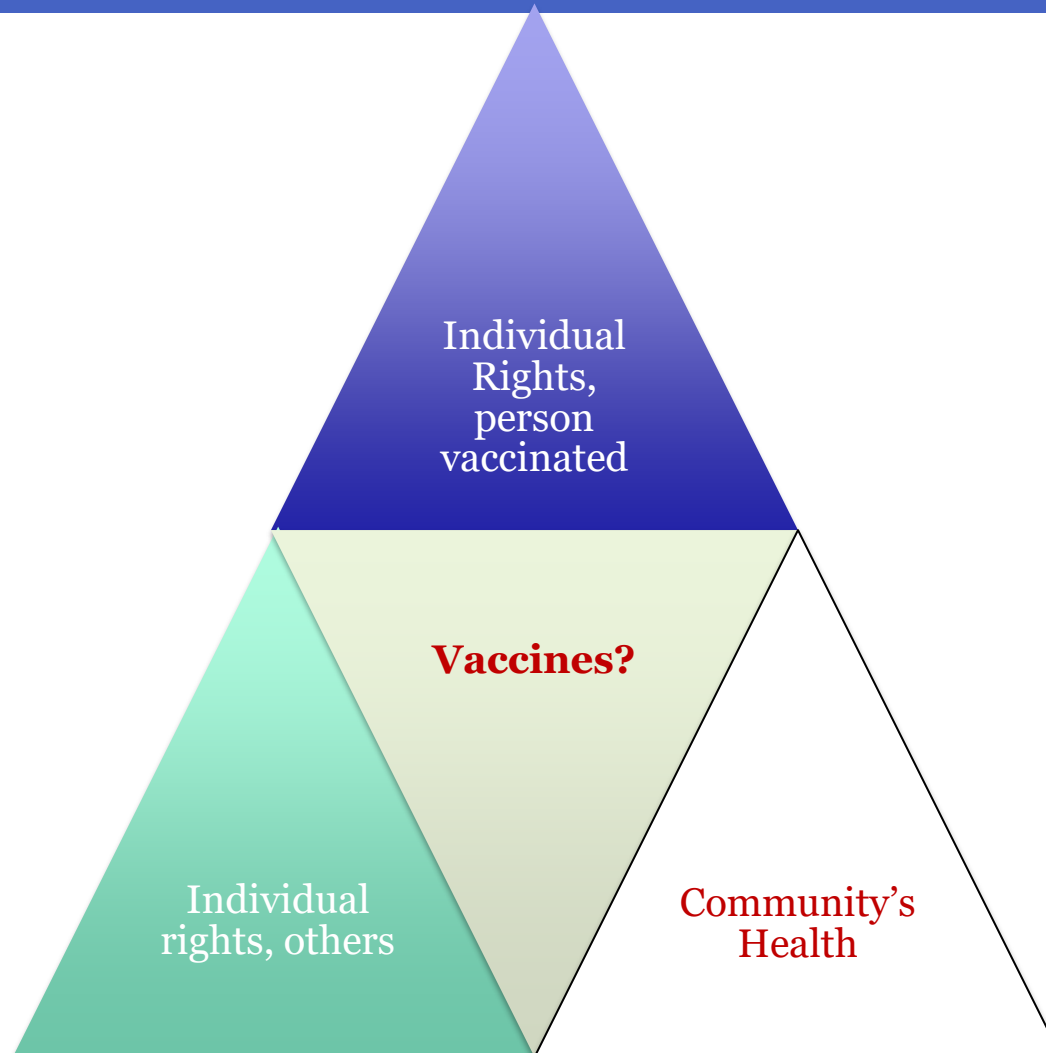 Individual
Rights,
person
vaccinated
Vaccines?
Individual
rights, others
Community’s
Health